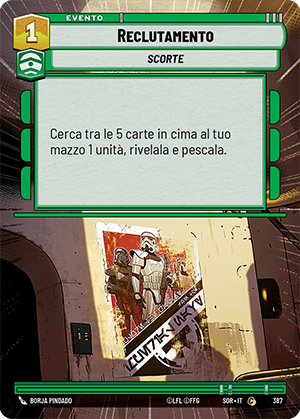 EVENTO
1
RECLUTAMENTO
SCORTE
Cerca tra le 5 carte in cima al tuo
mazzo 1 unità, rivelala e pescala.
BORJA PINDADO
©LFL ©FFG
SOR • IT
C
387